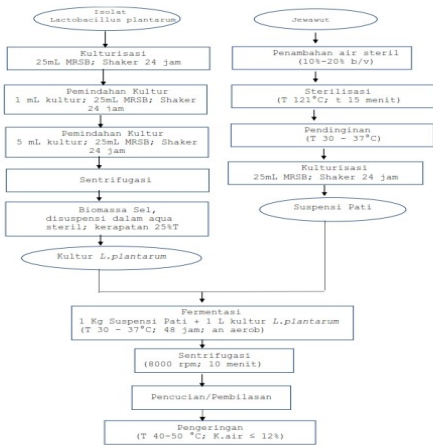 Isolat
Lactobacillus plantarum
Kulturisasi
25mL MRSB; Shaker 24 jam
Pemindahan Kultur
1 mL kultur; 25mL MRSB; Shaker
24 jam
Pemindahan Kultur
5 mL kultur; 25mL MRSB; Shaker
24 jam
Sentrifugasi
Biomassa Sel,
disuspensi dalam aqua
steril; kerapatan 25%T
Kultur L.plantarum
Jewawut
Penambahan air steril
(10%-20% b/v)
Sterilisasi
(T 121°C; t 15 menit)
Pendinginan
(T 30 - 37°C)
Kulturisasi
25mL MRSB; Shaker 24 jam
Suspensi Pati
Fermentasi
1 Kg Suspensi Pati + 1 L kultur L.plantarum
(T 30 - 37°C; 48 jam; an aerob)
Sentrifugasi
(8000 rpm; 10 menit)
Pencucian/Pembilasan
Pengeringan
(T 40-50 °C; K.air ≤ 12%)